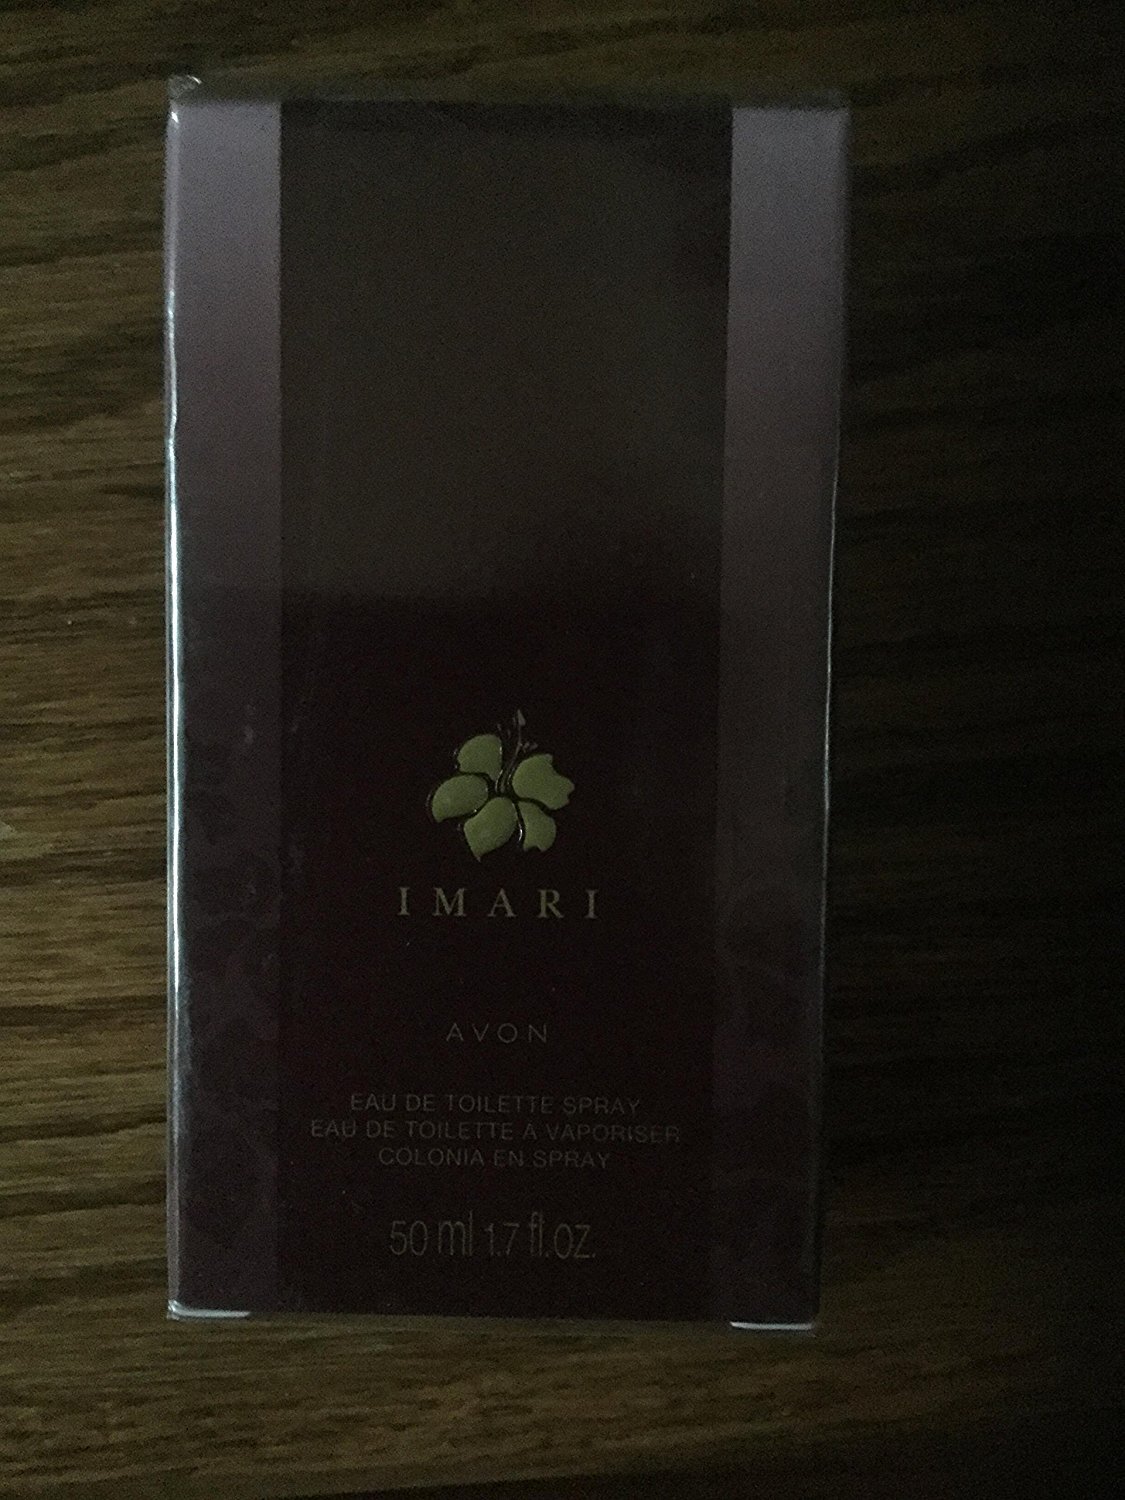 IMARI
AVON
EAU DE TOILETTE SPRAY
EAU DE TOILETTE A VAPORISER
COLONIA EN SPRAY
50 ml 1.7 fl.oz.